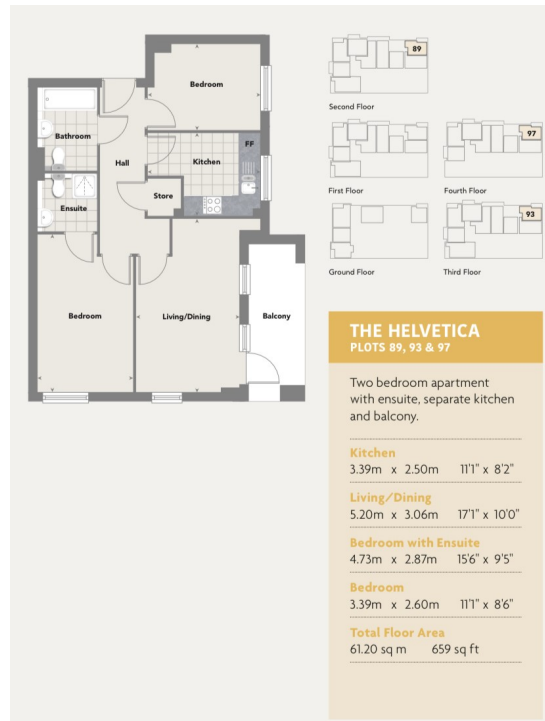 Bedroom
Bathroom
Hall
Kitchen
FF
Store
Ensuite
Bedroom
Living/Dining
Balcony
89
Second Floor
97
First Floor
Fourth Floor
93
Ground Floor
Third Floor
THE HELVETICA
PLOTS 89, 93 & 97
Two bedroom apartment
with ensuite, separate kitchen
and balcony.
Kitchen
3.39m x 2.50m 11'1" x 8'2"
Living/Dining
5.20m x 3.06m 17'1" x 10'0"
Bedroom with Ensuite
4.73m x 2.87m 15'6" x 9'5"
Bedroom
3.39m x 2.60m 11'1" x 8'6"
Total Floor Area
61.20 sq m 659 sq ft